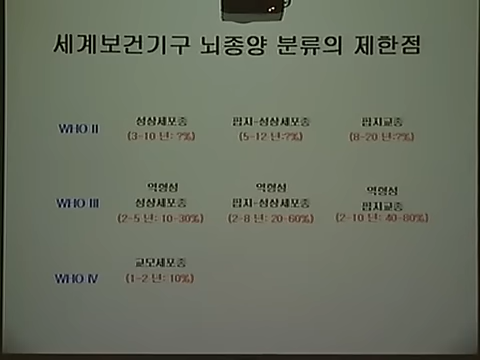 세계보건기구 뇌종양 분류의 제한점
WHO II
성상세포종
(3-10 년:?%)
핍지-성상세포종
(5-12 년:?%)
핍지교종
(8-20 년:?%)
WHO III
역형성
성상세포종
(2-5 년: 10-30%)
역형성
핍지-성상세포종
(2-8 년: 20-60%)
역형성
핍지교종
(2-10 년: 40-80%)
WHO IV
교모세포종
(1-2 년: 10%)